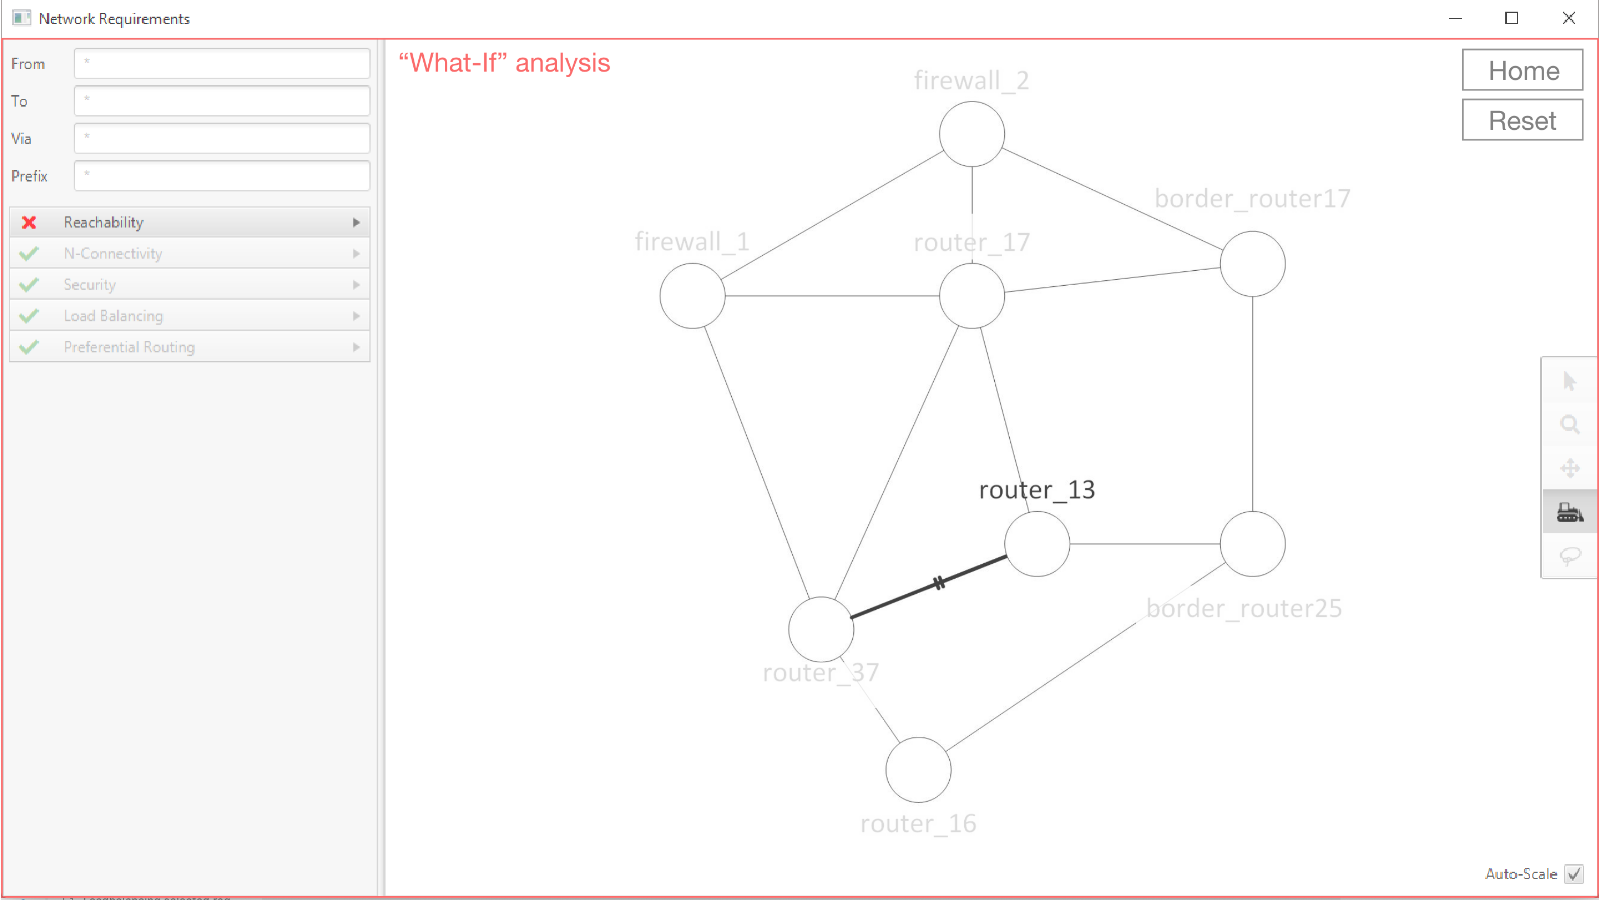 Network Requirements
From *
To *
Via *
Prefix *
Reachability
N-Connectivity
Security
Load Balancing
Preferential Routing
“What-If” analysis
Home
Reset
firewall_2
border_router17
firewall_1
router_17
router_13
border_router25
router_37
router_16
Auto-Scale